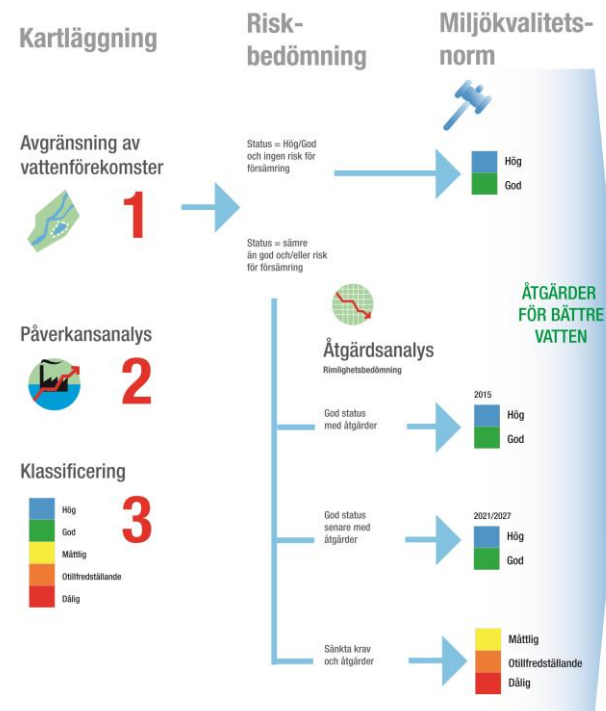 Kartläggning
Avgränsning av
vattenförekomster
1
Påverkansanalys
2
Klassificering
3
Hög
God
Måttlig
Otillfredställande
Dålig
Risk-
bedömning
Status = Hög/God
och ingen risk för
försämring
Status = sämre
än god och/eller risk
för försämring
Åtgärdsanalys
Rimlighetsbedömning
God status
med åtgärder
God status
senare med
åtgärder
Sänkta krav
och åtgärder
Miljökvalitets-
norm
Hög
God
2015
Hög
God
2021/2027
Hög
God
Måttlig
Otillfredställande
Dålig
ÅTGÄRDER
FÖR BÄTTRE
VATTEN